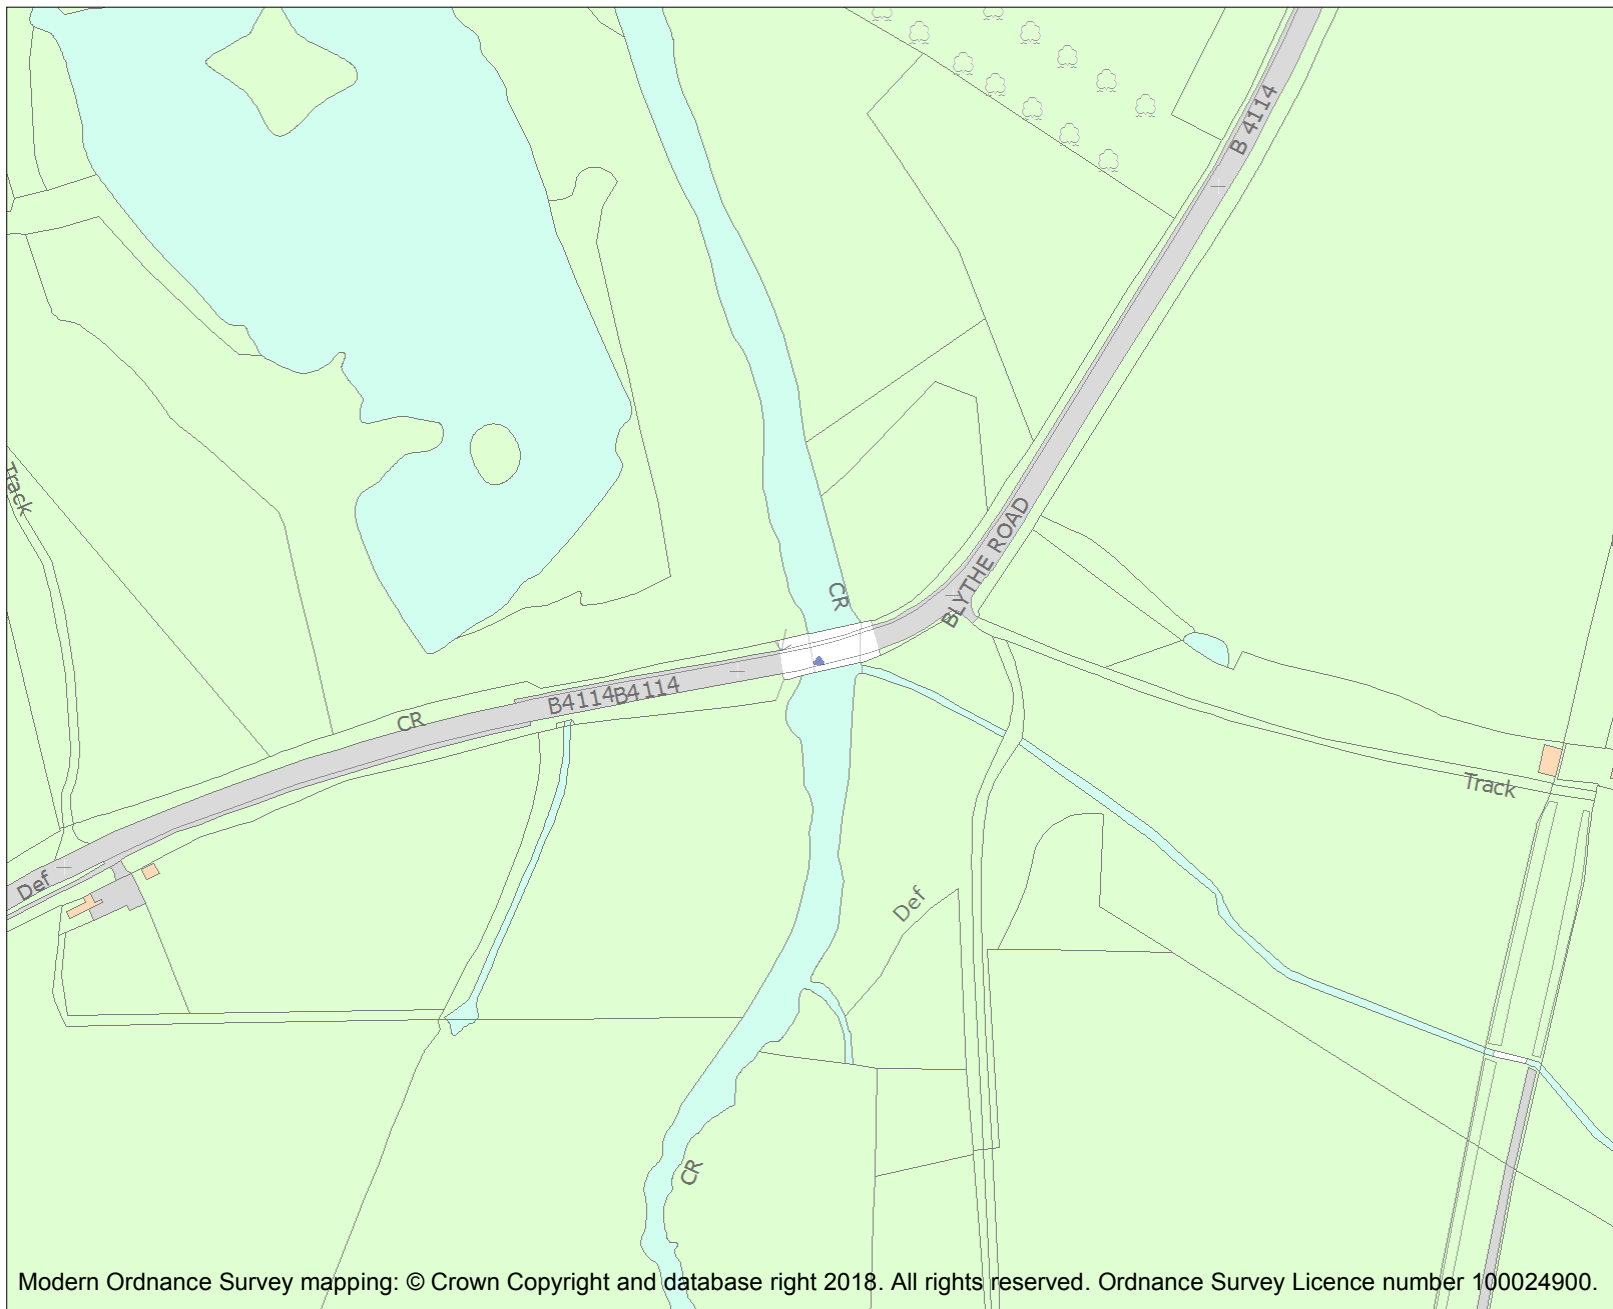 B 4114
Track
BLYTHE ROAD
CR
B4114B4114
CR
Track
Def
Def
CR
Modern Ordnance Survey mapping: © Crown Copyright and database right 2018. All rights reserved. Ordnance Survey Licence number 100024900.